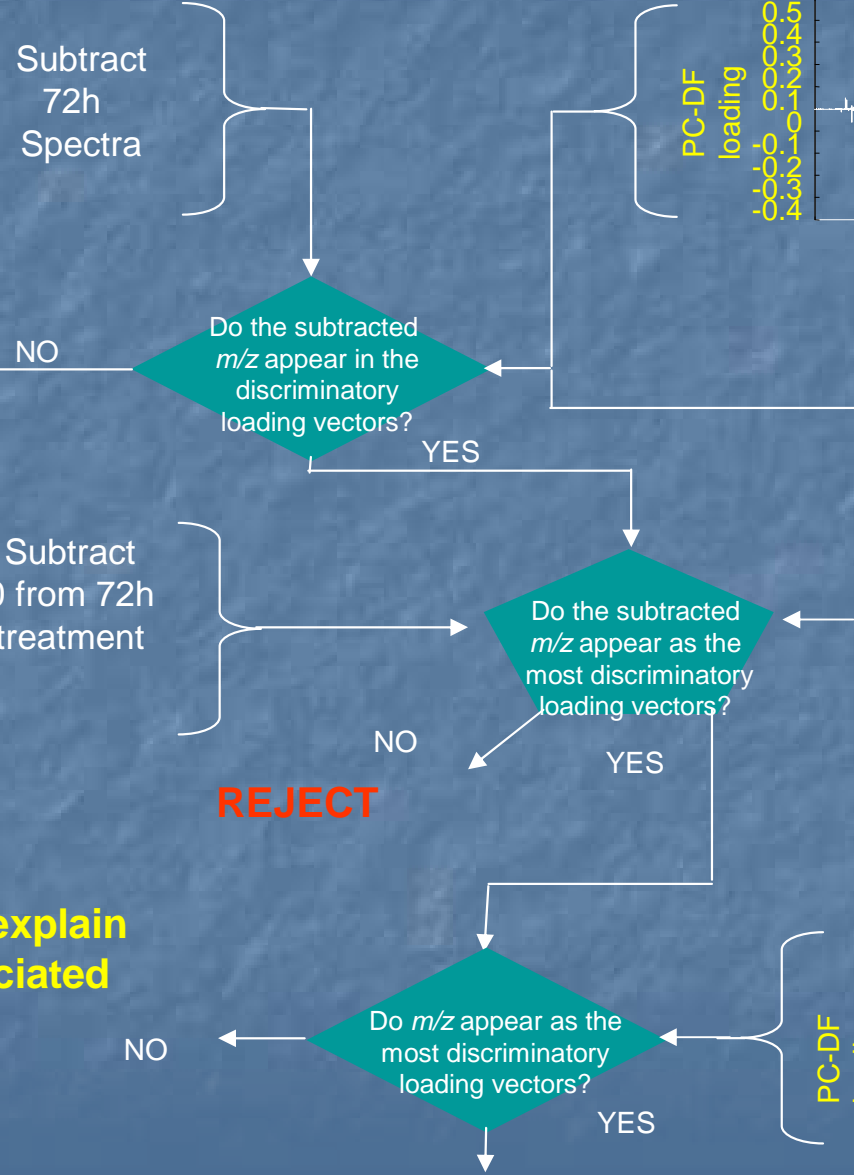 Subtract
72h
Spectra
PC-DF
loading
0.5
0.4
0.3
0.2
0.1
0
-0.1
-0.2
-0.3
-0.4
Do the subtracted
m/z appear in the
discriminatory
loading vectors?
NO
YES
Subtract
from 72h
treatment
Do the subtracted
m/z appear as the
most discriminatory
loading vectors?
NO
YES
REJECT
explain
ciated
Do m/z appear as the
most discriminatory
loading vectors?
NO
YES
PC-DF